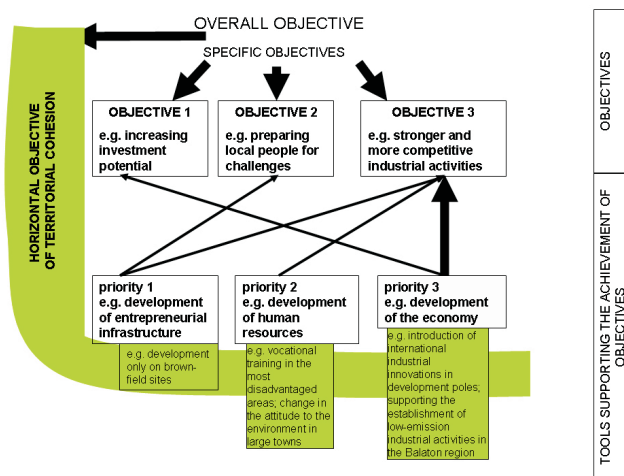 OVERALL OBJECTIVE
SPECIFIC OBJECTIVES
HORIZONTAL OBJECTIVE
OF TERRITORIAL COHESION
OBJECTIVE 1
e.g. increasing
investment
potential
OBJECTIVE 2
e.g. preparing
local people for
challenges
OBJECTIVE 3
e.g. stronger and
more competitive
industrial activities
OBJECTIVES
priority 1
e.g. development
of entrepreneurial
infrastructure
e.g. development
only on brown-
field sites
priority 2
e.g. development
of human
resources
e.g. vocational
training in the
most
disadvantaged
areas; change in
the attitude to the
environment in
large towns
priority 3
e.g. development
of the economy
e.g. introduction of
international
industrial
innovations in
development poles;
supporting the
establishment of
low-emission
industrial activities in
the Balaton region
TOOLS SUPPORTING THE ACHIEVEMENT OF
OBJECTIVES